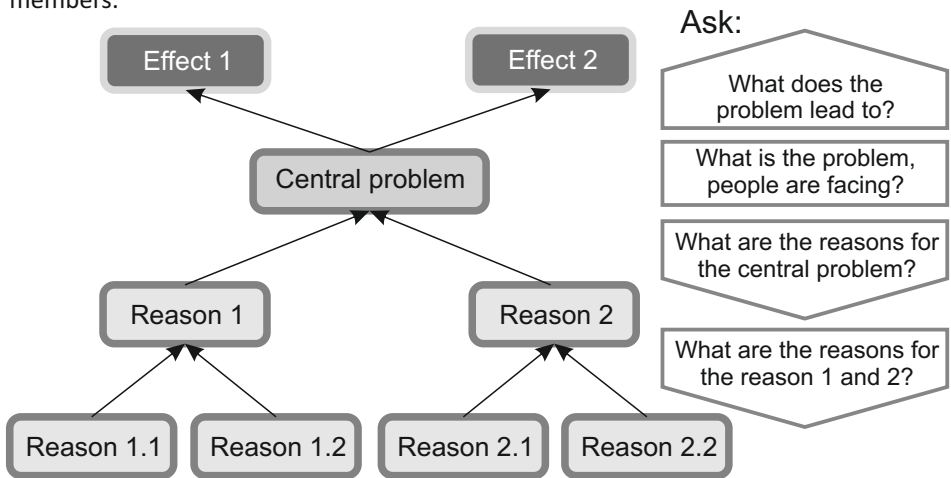 members.
Ask:
Effect 1
Effect 2
What does the
problem lead to?
Central problem
What is the problem,
people are facing?
What are the reasons for
the central problem?
Reason 1
Reason 2
What are the reasons for
the reason 1 and 2?
Reason 1.1
Reason 1.2
Reason 2.1
Reason 2.2